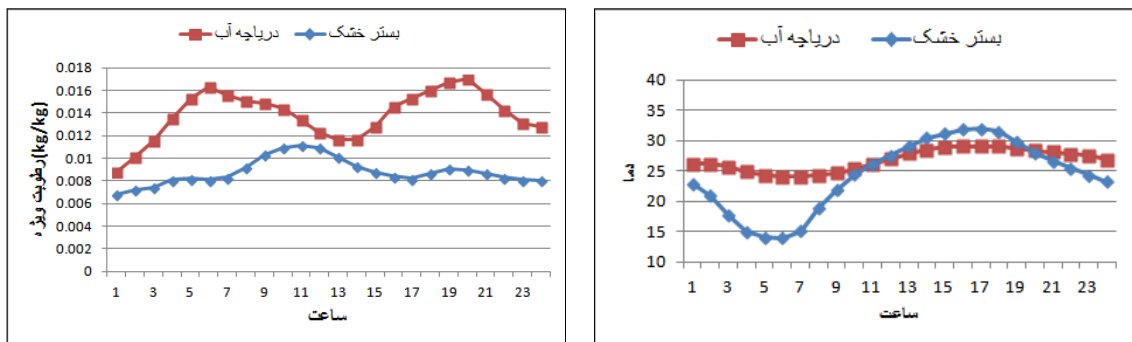 دریاچه آب بستر خشک
رطوبت ویژه(kg/kg)
0.018
0.016
0.014
0.012
0.01
0.008
0.006
0.004
0.002
0
1 3 5 7 9 11 13 15 17 19 21 23
ساعت
دریاچه آب بستر خشک
دما
40
35
30
25
20
15
10
1 3 5 7 9 11 13 15 17 19 21 23
ساعت